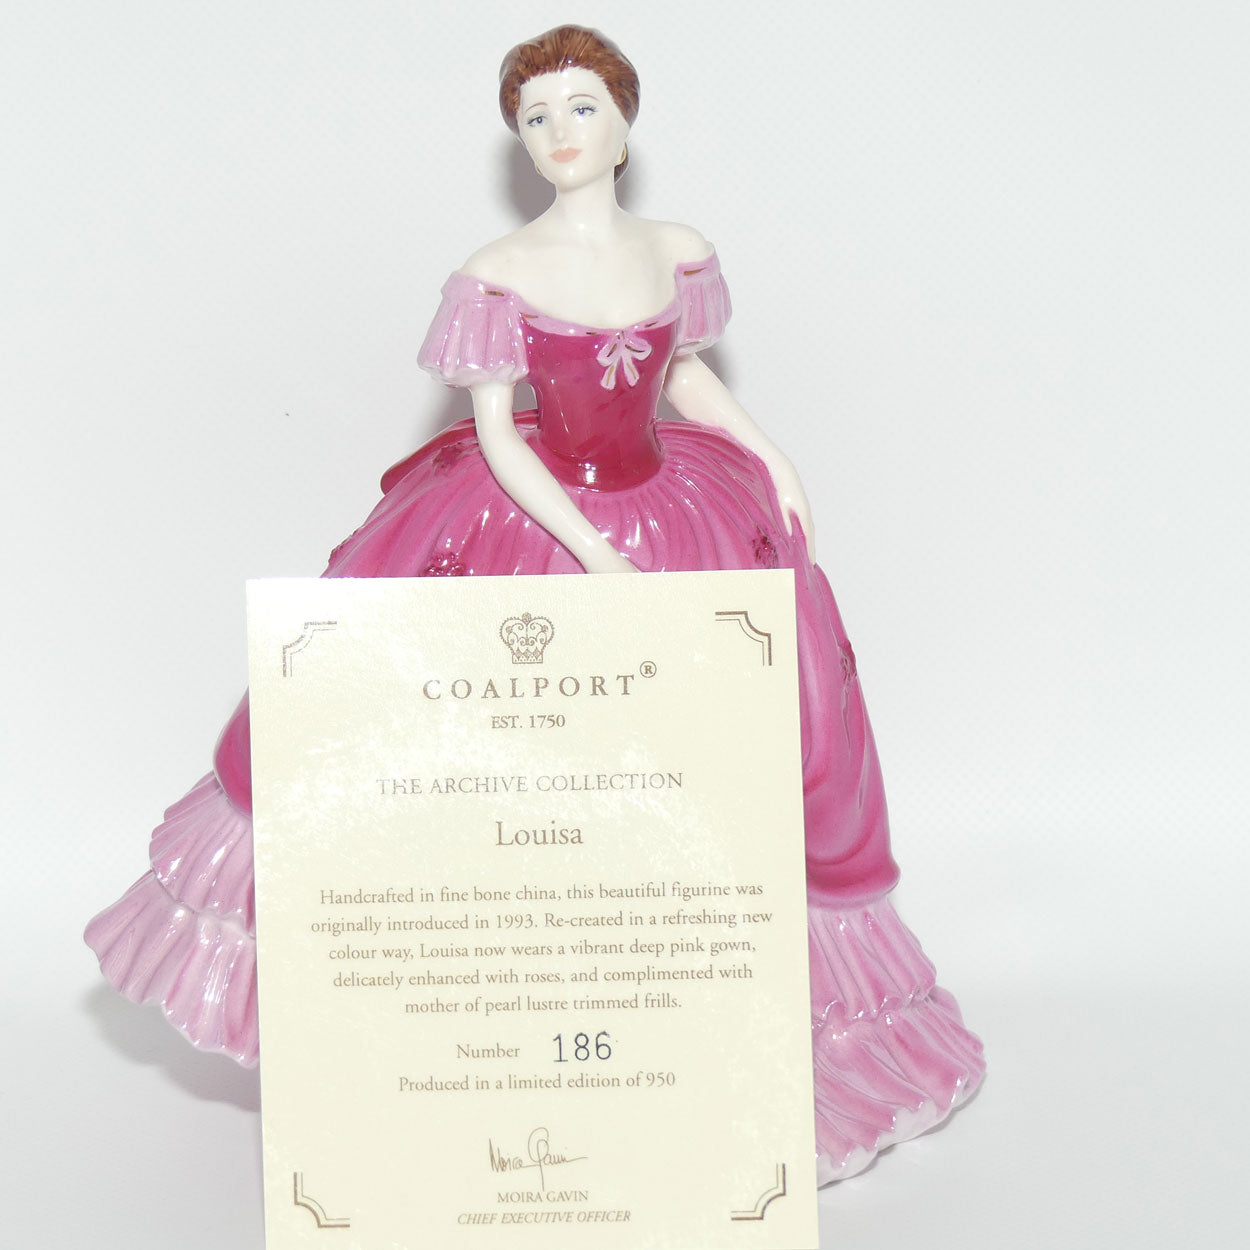 COALPORT®
EST. 1750
THE ARCHIVE COLLECTION
Louisa
Handcrafted in fine bone china, this beautiful figurine was
originally introduced in 1993. Re-created in a refreshing new
colour way, Louisa now wears a vibrant deep pink gown,
delicately enhanced with roses, and complimented with
mother of pearl lustre trimmed frills.
Number 186
Produced in a limited edition of 950
Moira Gavin
MOIRA GAVIN
CHIEF EXECUTIVE OFFICER